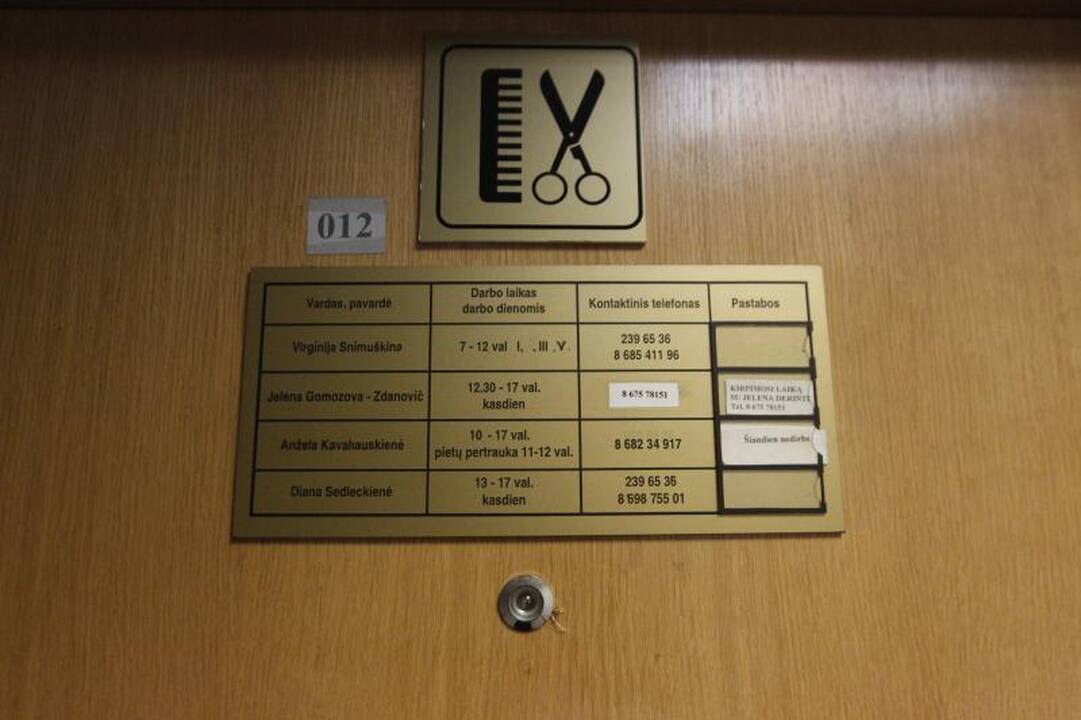 012
Vardas, pavardė
Darbo laikas
darbo dienomis
Kontaktinis telefonas
Pastabos
Virginija Snimuškina
7 - 12 val I, , III , V.
239 65 36
8 685 411 96
Jelena Gomozova - Zdanovič
12.30 - 17 val.
kasdien
8 675 78151
KIRPIMOSI LAIKĄ
SU JELENA DERINTI
Tel. 8 675 78151
Anžela Kavaliauskienė
10 - 17 val.
pietų pertrauka 11-12 val.
8 682 34 917
Šiandien nedirba
Diana Sedleckienė
13 - 17 val.
kasdien
239 65 36
8 698 755 01